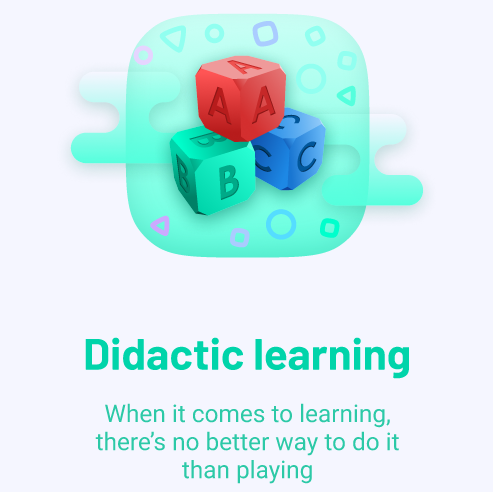 A
A A
B
B B
C
C C
Didactic learning
When it comes to learning,
there's no better way to do it
than playing